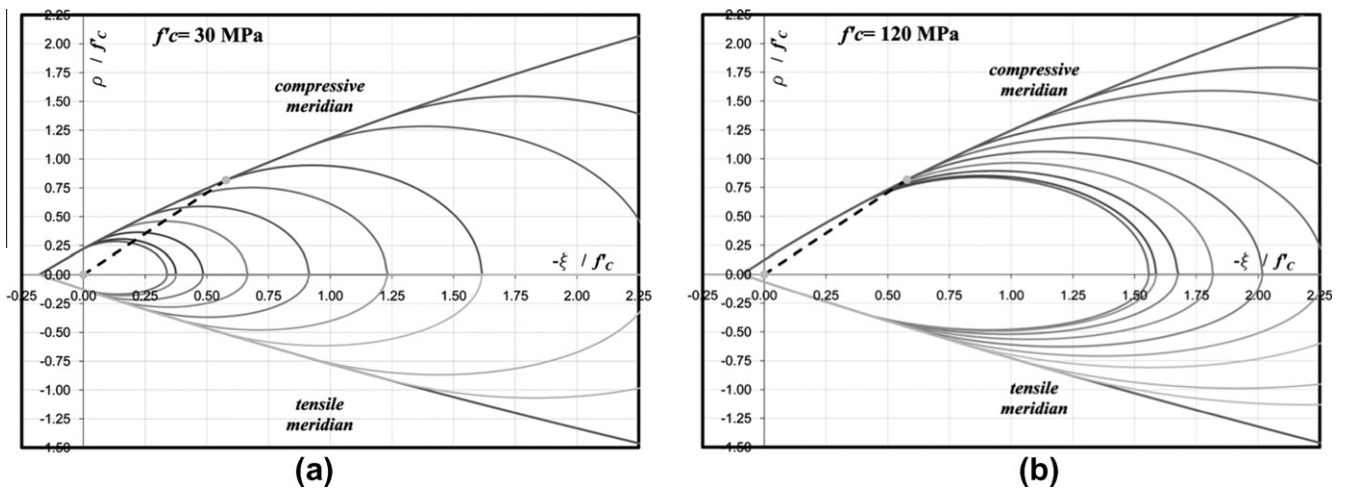 2.25
2.00
1.75
1.50
1.25
1.00
0.75
0.50
0.25
0.00
-0.25
-0.50
-0.75
-1.00
-1.25
-1.50
ρ / f'c
f'c= 30 MPa
compressive
meridian
-ξ / f'c
-0.25 0.00 0.25 0.50 0.75 1.00 1.25 1.50 1.75 2.00 2.25
tensile
meridian
(a)
2.25
2.00
1.75
1.50
1.25
1.00
0.75
0.50
0.25
0.00
-0.25
-0.50
-0.75
-1.00
-1.25
-1.50
ρ / f'c
f'c= 120 MPa
compressive
meridian
-ξ / f'c
-0.25 0.00 0.25 0.50 0.75 1.00 1.25 1.50 1.75 2.00 2.25
tensile
meridian
(b)